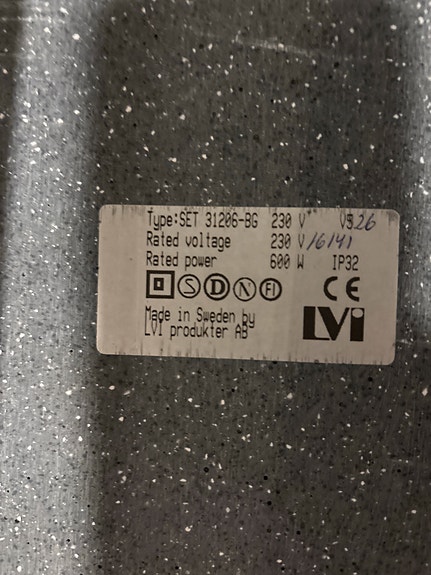 Type:SET 31206-BG 230 V V326
Rated voltage 230 V 16141
Rated power 600 W IP32
S D N FI CE
Made in Sweden by
LVI produkter AB
LVI